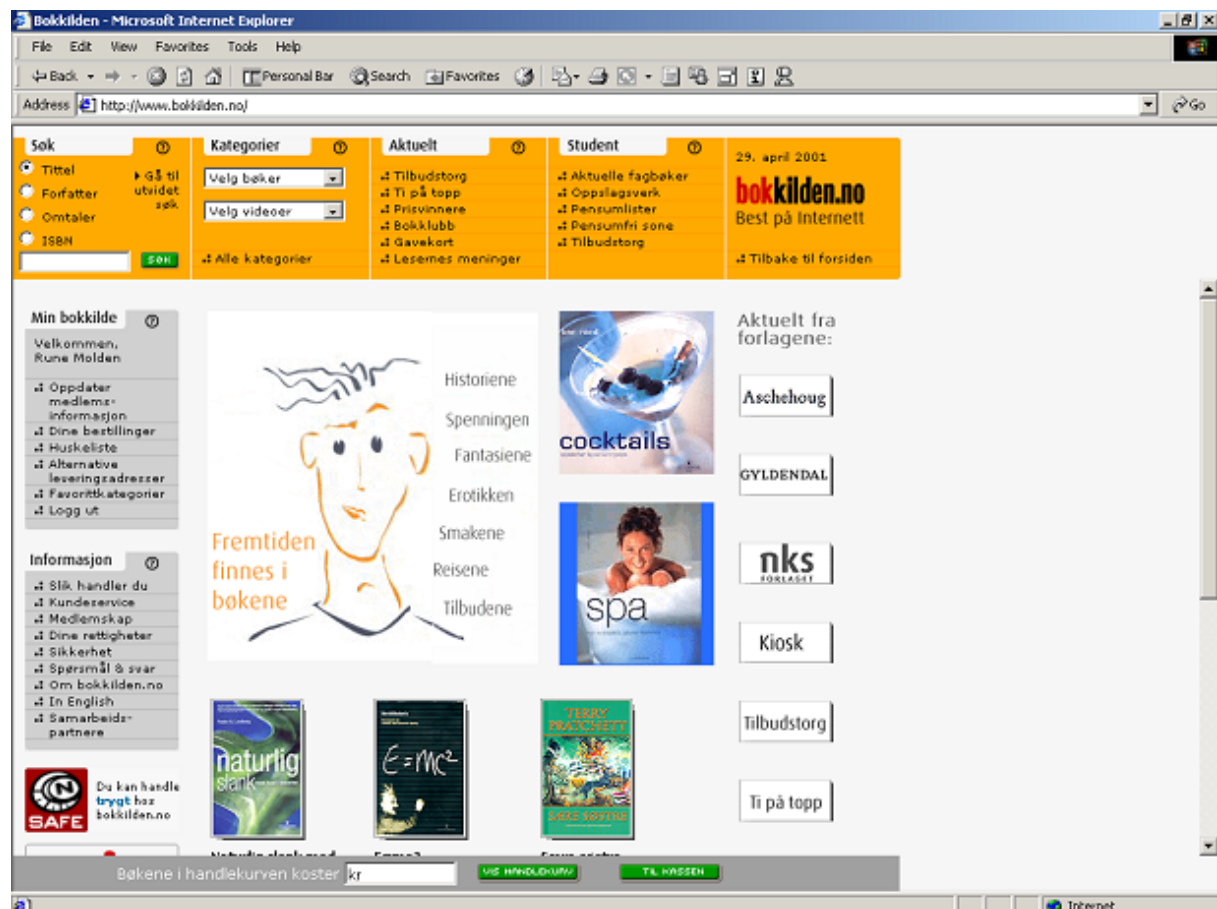 Bokkilden - Microsoft Internet Explorer
File Edit View Favorites Tools Help
Back Personal Bar Search Favorites
Address http://www.bokkilden.no/ Go
Søk
Tittel
Forfatter
Omtaler
ISBN
Gå til
utvidet
søk
SØK
Kategorier
Velg bøker
Velg videoer
Alle kategorier
Aktuelt
Tilbudstorg
Ti på topp
Prisvinnere
Bokklubb
Gavekort
Lesernes meninger
Student
Aktuelle fagbøker
Oppslagsverk
Pensumlister
Pensumfri sone
Tilbudstorg
29. april 2001
bokkilden.no
Best på Internett
Tilbake til forsiden
Min bokkilde
Velkommen,
Rune Molden
Oppdater
medlems-
informasjon
Dine bestillinger
Huskeliste
Alternative
leveringsadresser
Favorittkategorier
Logg ut
Informasjon
Slik handler du
Kundeservice
Medlemskap
Dine rettigheter
Sikkerhet
Spørsmål & svar
Om bokkilden.no
In English
Samarbeids-
partnere
N
SAFE
Du kan handle
trygt hos
bokkilden.no
Fremtiden
finnes i
bøkene
Historiene
Spenningen
Fantasiene
Erotikken
Smakene
Reisene
Tilbudene
cocktails
spa
naturlig
slank
E=mc²
TERRY
PRATCHETT
Aktuelt fra
forlagene:
Aschehoug
GYLDENDAL
nks
FORLAGET
Kiosk
Tilbudstorg
Ti på topp
Bøkene i handlekurven koster kr
VIS HANDLEKURV
TIL KASSEN
Internet